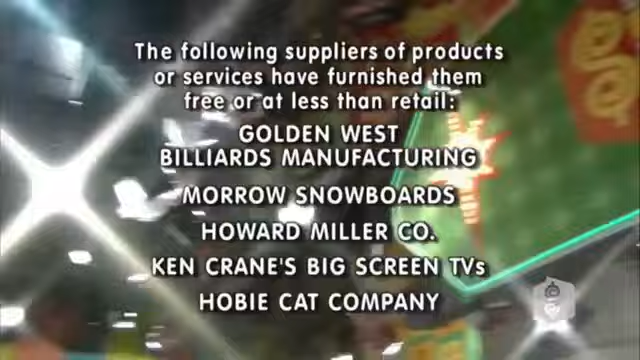 The following suppliers of products
or services have furnished them
free or at less than retail:
GOLDEN WEST
BILLIARDS MANUFACTURING
MORROW SNOWBOARDS
HOWARD MILLER CO.
KEN CRANE'S BIG SCREEN TVs
HOBIE CAT COMPANY